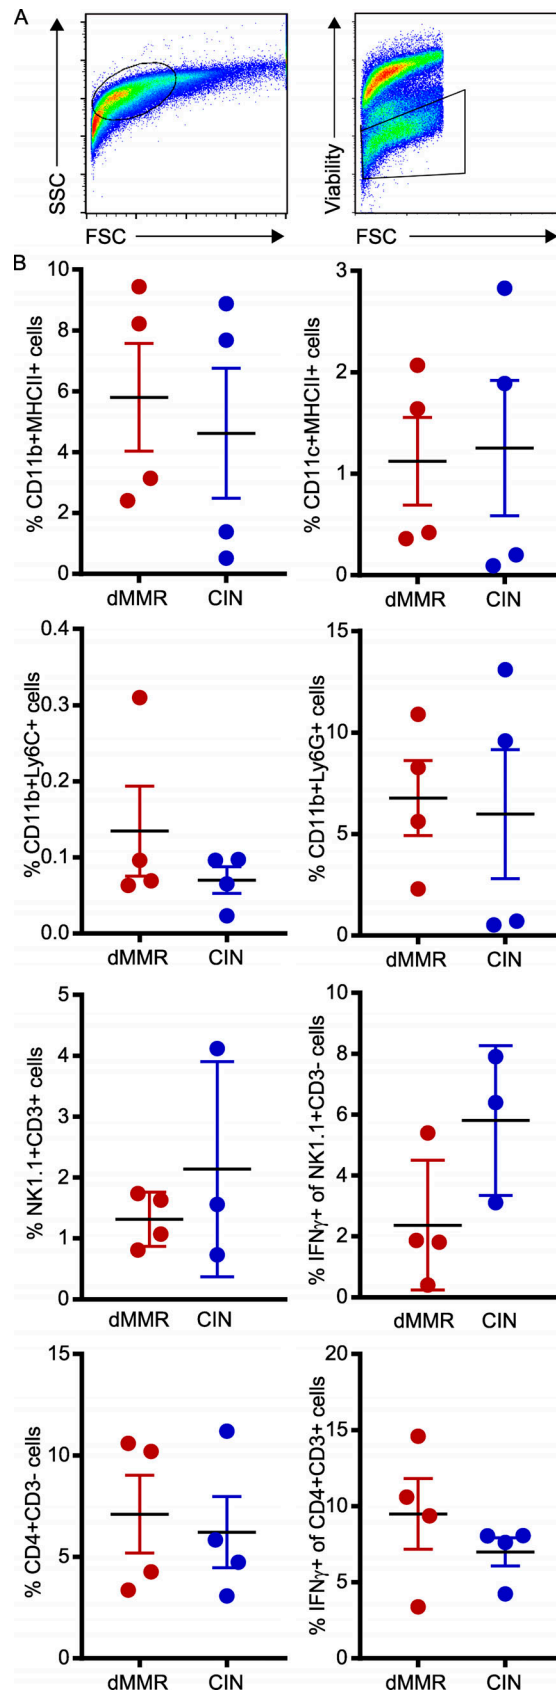 A
SSC
FSC
Viability
FSC
B
% CD11b+MHCII+ cells
10
8
6
4
2
0
dMMR
CIN
% CD11c+MHCII+ cells
3
2
1
0
dMMR
CIN
% CD11b+Ly6C+ cells
0.4
0.3
0.2
0.1
0.0
dMMR
CIN
% CD11b+Ly6G+ cells
15
10
5
0
dMMR
CIN
% NK1.1+CD3+ cells
5
4
3
2
1
0
dMMR
CIN
% IFNγ+ of NK1.1+CD3- cells
10
8
6
4
2
0
dMMR
CIN
% CD4+CD3- cells
15
10
5
0
dMMR
CIN
% IFNγ+ of CD4+CD3+ cells
20
15
10
5
0
dMMR
CIN